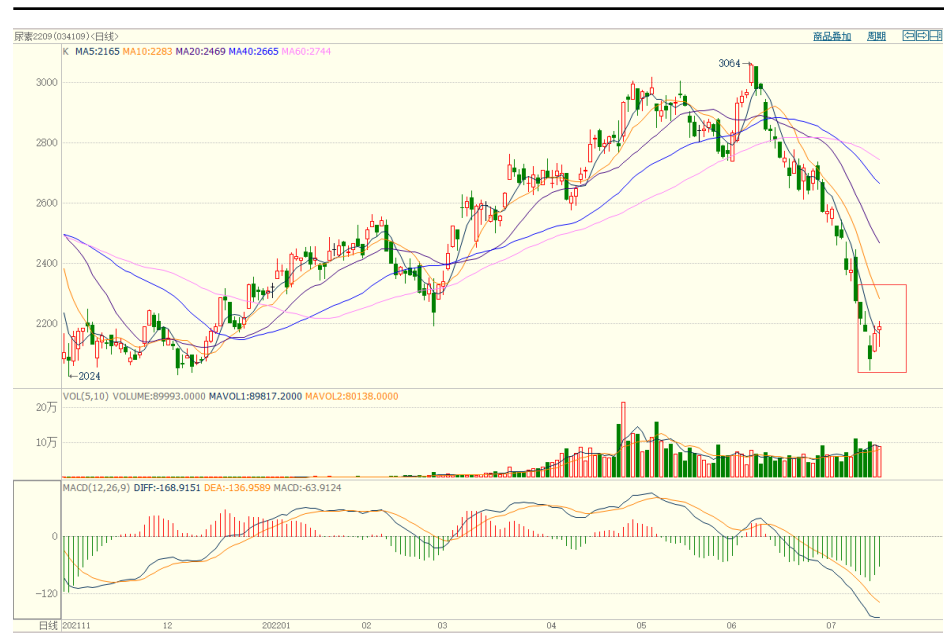 尿素2209(034109)<日线> 商品叠加 周期
K MA5:2165 MA10:2283 MA20:2469 MA40:2665 MA60:2744
3064
3000
2800
2600
2400
2200
2024
VOL(5,10) VOLUME:89993.0000 MAVOL1:89817.2000 MAVOL2:80138.0000
20万
10万
MACD(12,26,9) DIFF:-168.9151 DEA:-136.9589 MACD:-63.9124
0
-120
日线 202111 12 202201 02 03 04 05 06 07